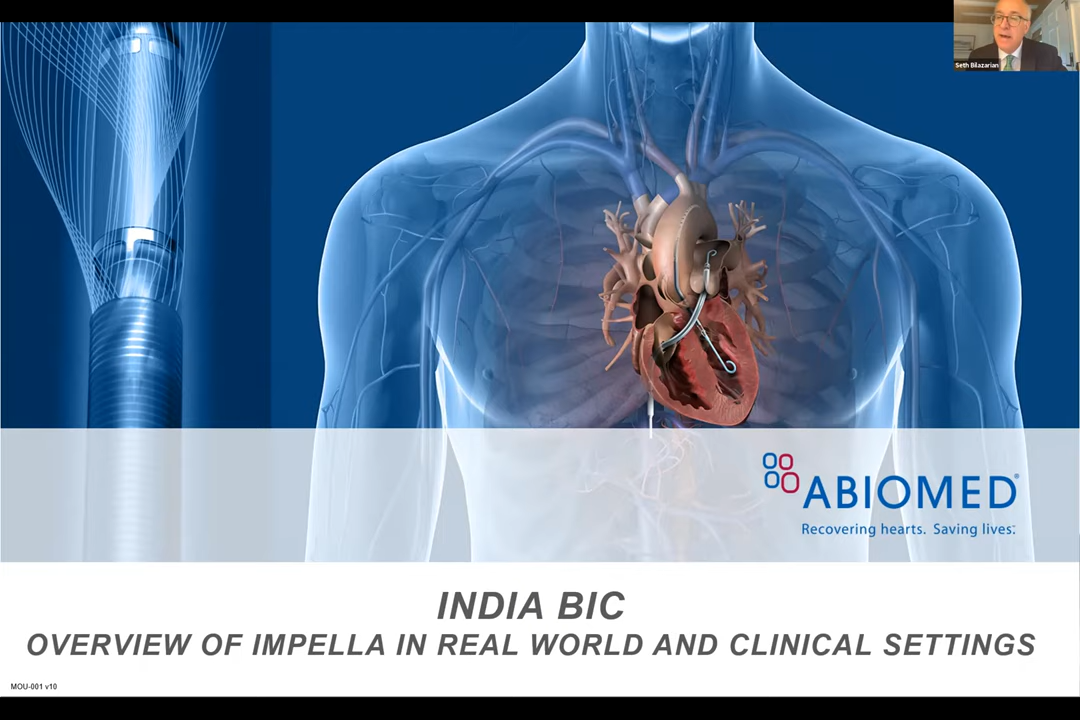 Seth Bilazarian
ABIOMED®
Recovering hearts. Saving lives.
INDIA BIC
OVERVIEW OF IMPELLA IN REAL WORLD AND CLINICAL SETTINGS
MOU-001 v10